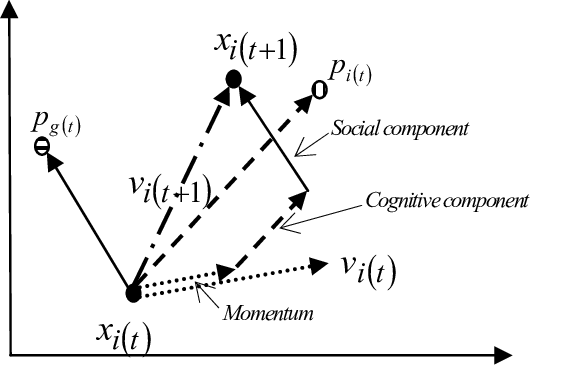 x_i(t+1)
p_i(t)
p_g(t)
Social component
v_i(t+1)
Cognitive component
v_i(t)
Momentum
x_i(t)